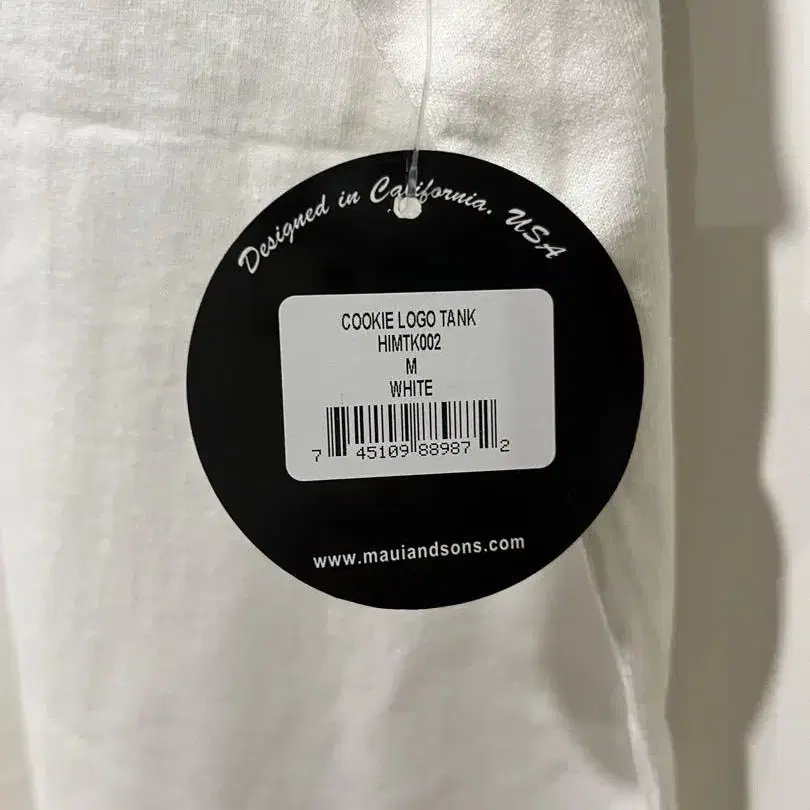 Designed in California. USA
COOKIE LOGO TANK
HIMTK002
M
WHITE
7 45109 88987 2
www.mauiandsons.com